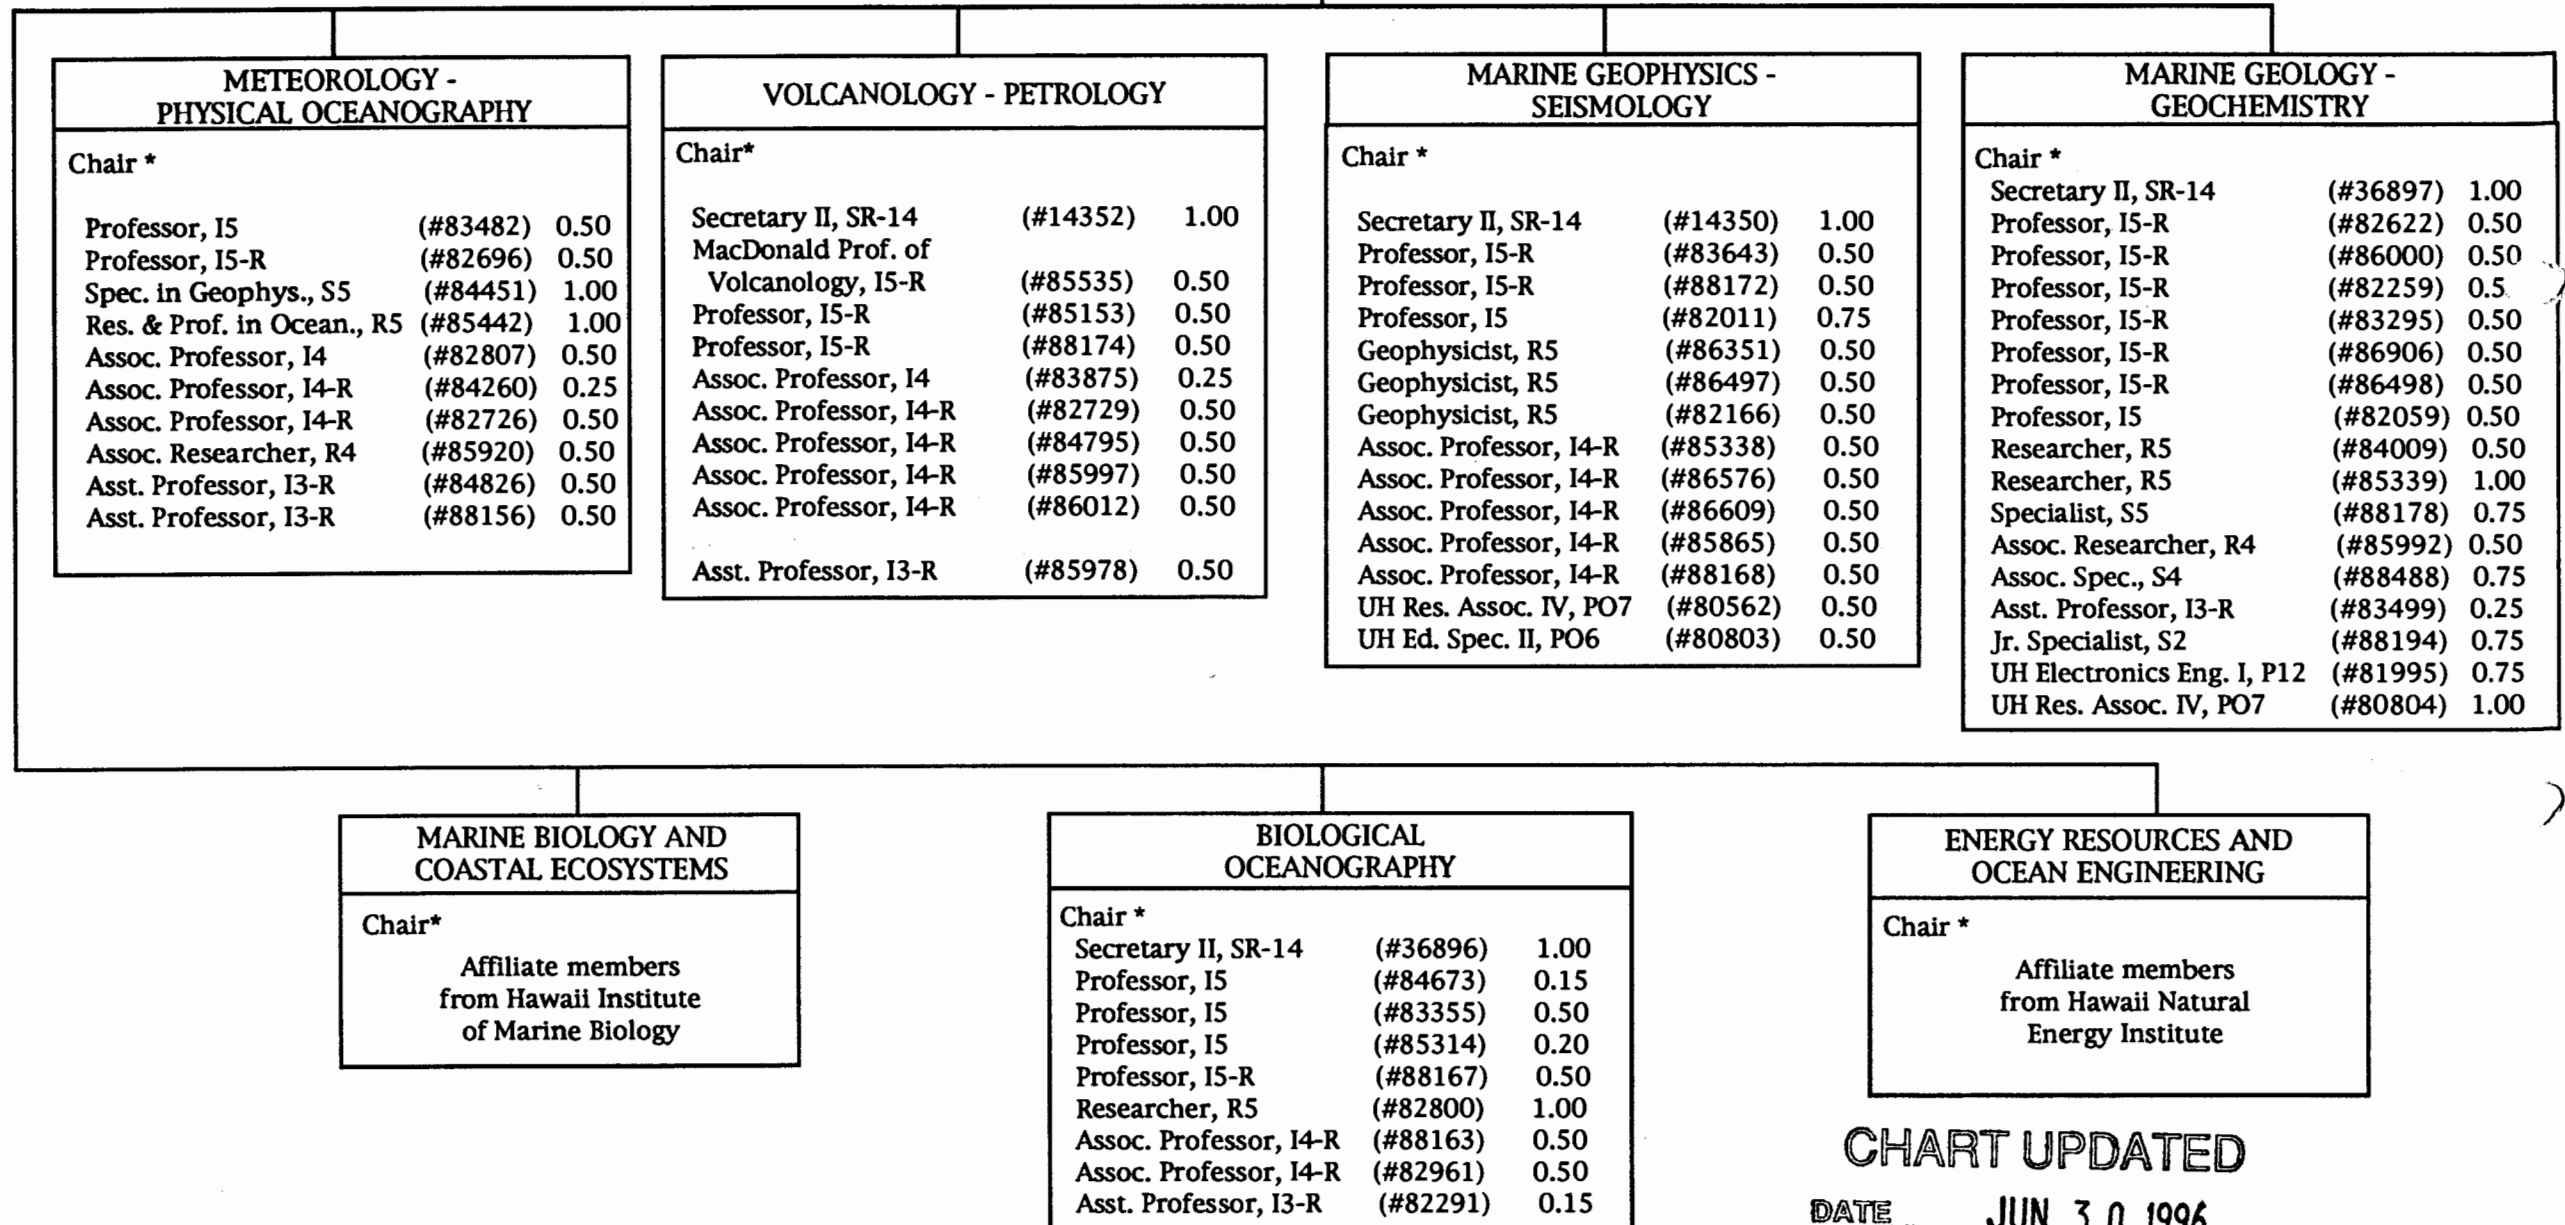 METEOROLOGY -
PHYSICAL OCEANOGRAPHY
Chair *
Professor, I5 (#83482) 0.50
Professor, I5-R (#82696) 0.50
Spec. in Geophys., S5 (#84451) 1.00
Res. & Prof. in Ocean., R5 (#85442) 1.00
Assoc. Professor, I4 (#82807) 0.50
Assoc. Professor, I4-R (#84260) 0.25
Assoc. Professor, I4-R (#82726) 0.50
Assoc. Researcher, R4 (#85920) 0.50
Asst. Professor, I3-R (#84826) 0.50
Asst. Professor, I3-R (#88156) 0.50
VOLCANOLOGY - PETROLOGY
Chair*
Secretary II, SR-14 (#14352) 1.00
MacDonald Prof. of
Volcanology, I5-R (#85535) 0.50
Professor, I5-R (#85153) 0.50
Professor, I5-R (#88174) 0.50
Assoc. Professor, I4 (#83875) 0.25
Assoc. Professor, I4-R (#82729) 0.50
Assoc. Professor, I4-R (#84795) 0.50
Assoc. Professor, I4-R (#85997) 0.50
Assoc. Professor, I4-R (#86012) 0.50
Asst. Professor, I3-R (#85978) 0.50
MARINE GEOPHYSICS -
SEISMOLOGY
Chair *
Secretary II, SR-14 (#14350) 1.00
Professor, I5-R (#83643) 0.50
Professor, I5-R (#88172) 0.50
Professor, I5 (#82011) 0.75
Geophysicist, R5 (#86351) 0.50
Geophysicist, R5 (#86497) 0.50
Geophysicist, R5 (#82166) 0.50
Assoc. Professor, I4-R (#85338) 0.50
Assoc. Professor, I4-R (#86576) 0.50
Assoc. Professor, I4-R (#86609) 0.50
Assoc. Professor, I4-R (#85865) 0.50
Assoc. Professor, I4-R (#88168) 0.50
UH Res. Assoc. IV, PO7 (#80562) 0.50
UH Ed. Spec. II, PO6 (#80803) 0.50
MARINE GEOLOGY -
GEOCHEMISTRY
Chair *
Secretary II, SR-14 (#36897) 1.00
Professor, I5-R (#82622) 0.50
Professor, I5-R (#86000) 0.50
Professor, I5-R (#82259) 0.5
Professor, I5-R (#83295) 0.50
Professor, I5-R (#86906) 0.50
Professor, I5-R (#86498) 0.50
Professor, I5 (#82059) 0.50
Researcher, R5 (#84009) 0.50
Researcher, R5 (#85339) 1.00
Specialist, S5 (#88178) 0.75
Assoc. Researcher, R4 (#85992) 0.50
Assoc. Spec., S4 (#88488) 0.75
Asst. Professor, I3-R (#83499) 0.25
Jr. Specialist, S2 (#88194) 0.75
UH Electronics Eng. I, P12 (#81995) 0.75
UH Res. Assoc. IV, PO7 (#80804) 1.00
MARINE BIOLOGY AND
COASTAL ECOSYSTEMS
Chair*
Affiliate members
from Hawaii Institute
of Marine Biology
BIOLOGICAL
OCEANOGRAPHY
Chair *
Secretary II, SR-14 (#36896) 1.00
Professor, I5 (#84673) 0.15
Professor, I5 (#83355) 0.50
Professor, I5 (#85314) 0.20
Professor, I5-R (#88167) 0.50
Researcher, R5 (#82800) 1.00
Assoc. Professor, I4-R (#88163) 0.50
Assoc. Professor, I4-R (#82961) 0.50
Asst. Professor, I3-R (#82291) 0.15
ENERGY RESOURCES AND
OCEAN ENGINEERING
Chair *
Affiliate members
from Hawaii Natural
Energy Institute
CHART UPDATED
DATE JUN 30 1996